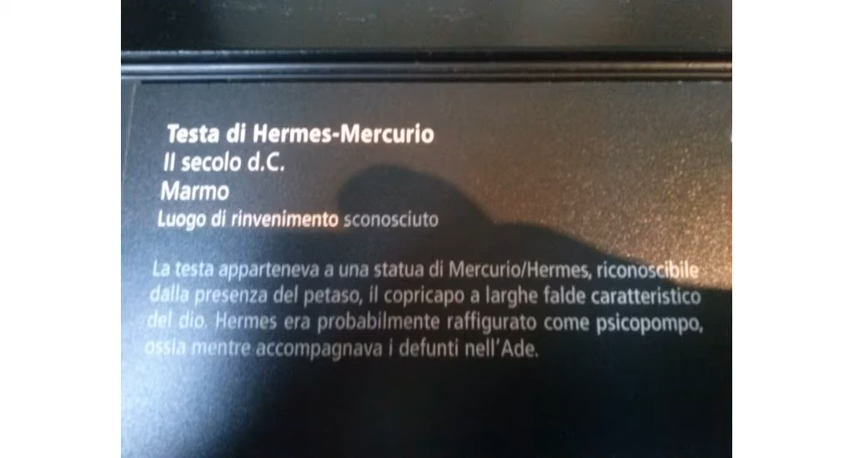 Testa di Hermes-Mercurio
II secolo d.C.
Marmo
Luogo di rinvenimento sconosciuto
La testa apparteneva a una statua di Mercurio/Hermes, riconoscibile
dalla presenza del petaso, il copricapo a larghe falde caratteristico
del dio. Hermes era probabilmente raffigurato come psicopompo,
ossia mentre accompagnava i defunti nell'Ade.